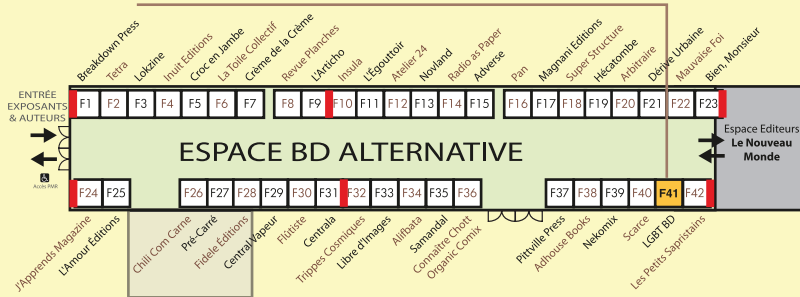 Breakdown Press
Tetra
Lokzine
Inuit Editions
Croc en Jambe
La Toile Collectif
Crème de la Crème
Revue Planches
L'Articho
Insula
L'Égouttoir
Atelier 24
Novland
Radio as Paper
Adverse
Pan
Magnani Editions
Super Structure
Hécatombe
Arbitraire
Dérive Urbaine
Mauvaise Foi
Bien, Monsieur
ENTRÉE
EXPOSANTS
& AUTEURS
F1 F2 F3 F4 F5 F6 F7 F8 F9 F10 F11 F12 F13 F14 F15 F16 F17 F18 F19 F20 F21 F22 F23
Accès PMR
ESPACE BD ALTERNATIVE
Espace Editeurs
Le Nouveau
Monde
F24 F25 F26 F27 F28 F29 F30 F31 F32 F33 F34 F35 F36 F37 F38 F39 F40 F41 F42
J'Apprends Magazine
L'Amour Éditions
Chili Com Carne
Pré-Carré
Fidele Éditions
Central Vapeur
Flûtiste
Centrala
Trippes Cosmiques
Libre d'Images
Alifbata
Samandal
Connaître Chott
Organic Comix
Pittville Press
Adhouse Books
Nekomix
Scarce
LGBT BD
Les Petits Sapristains